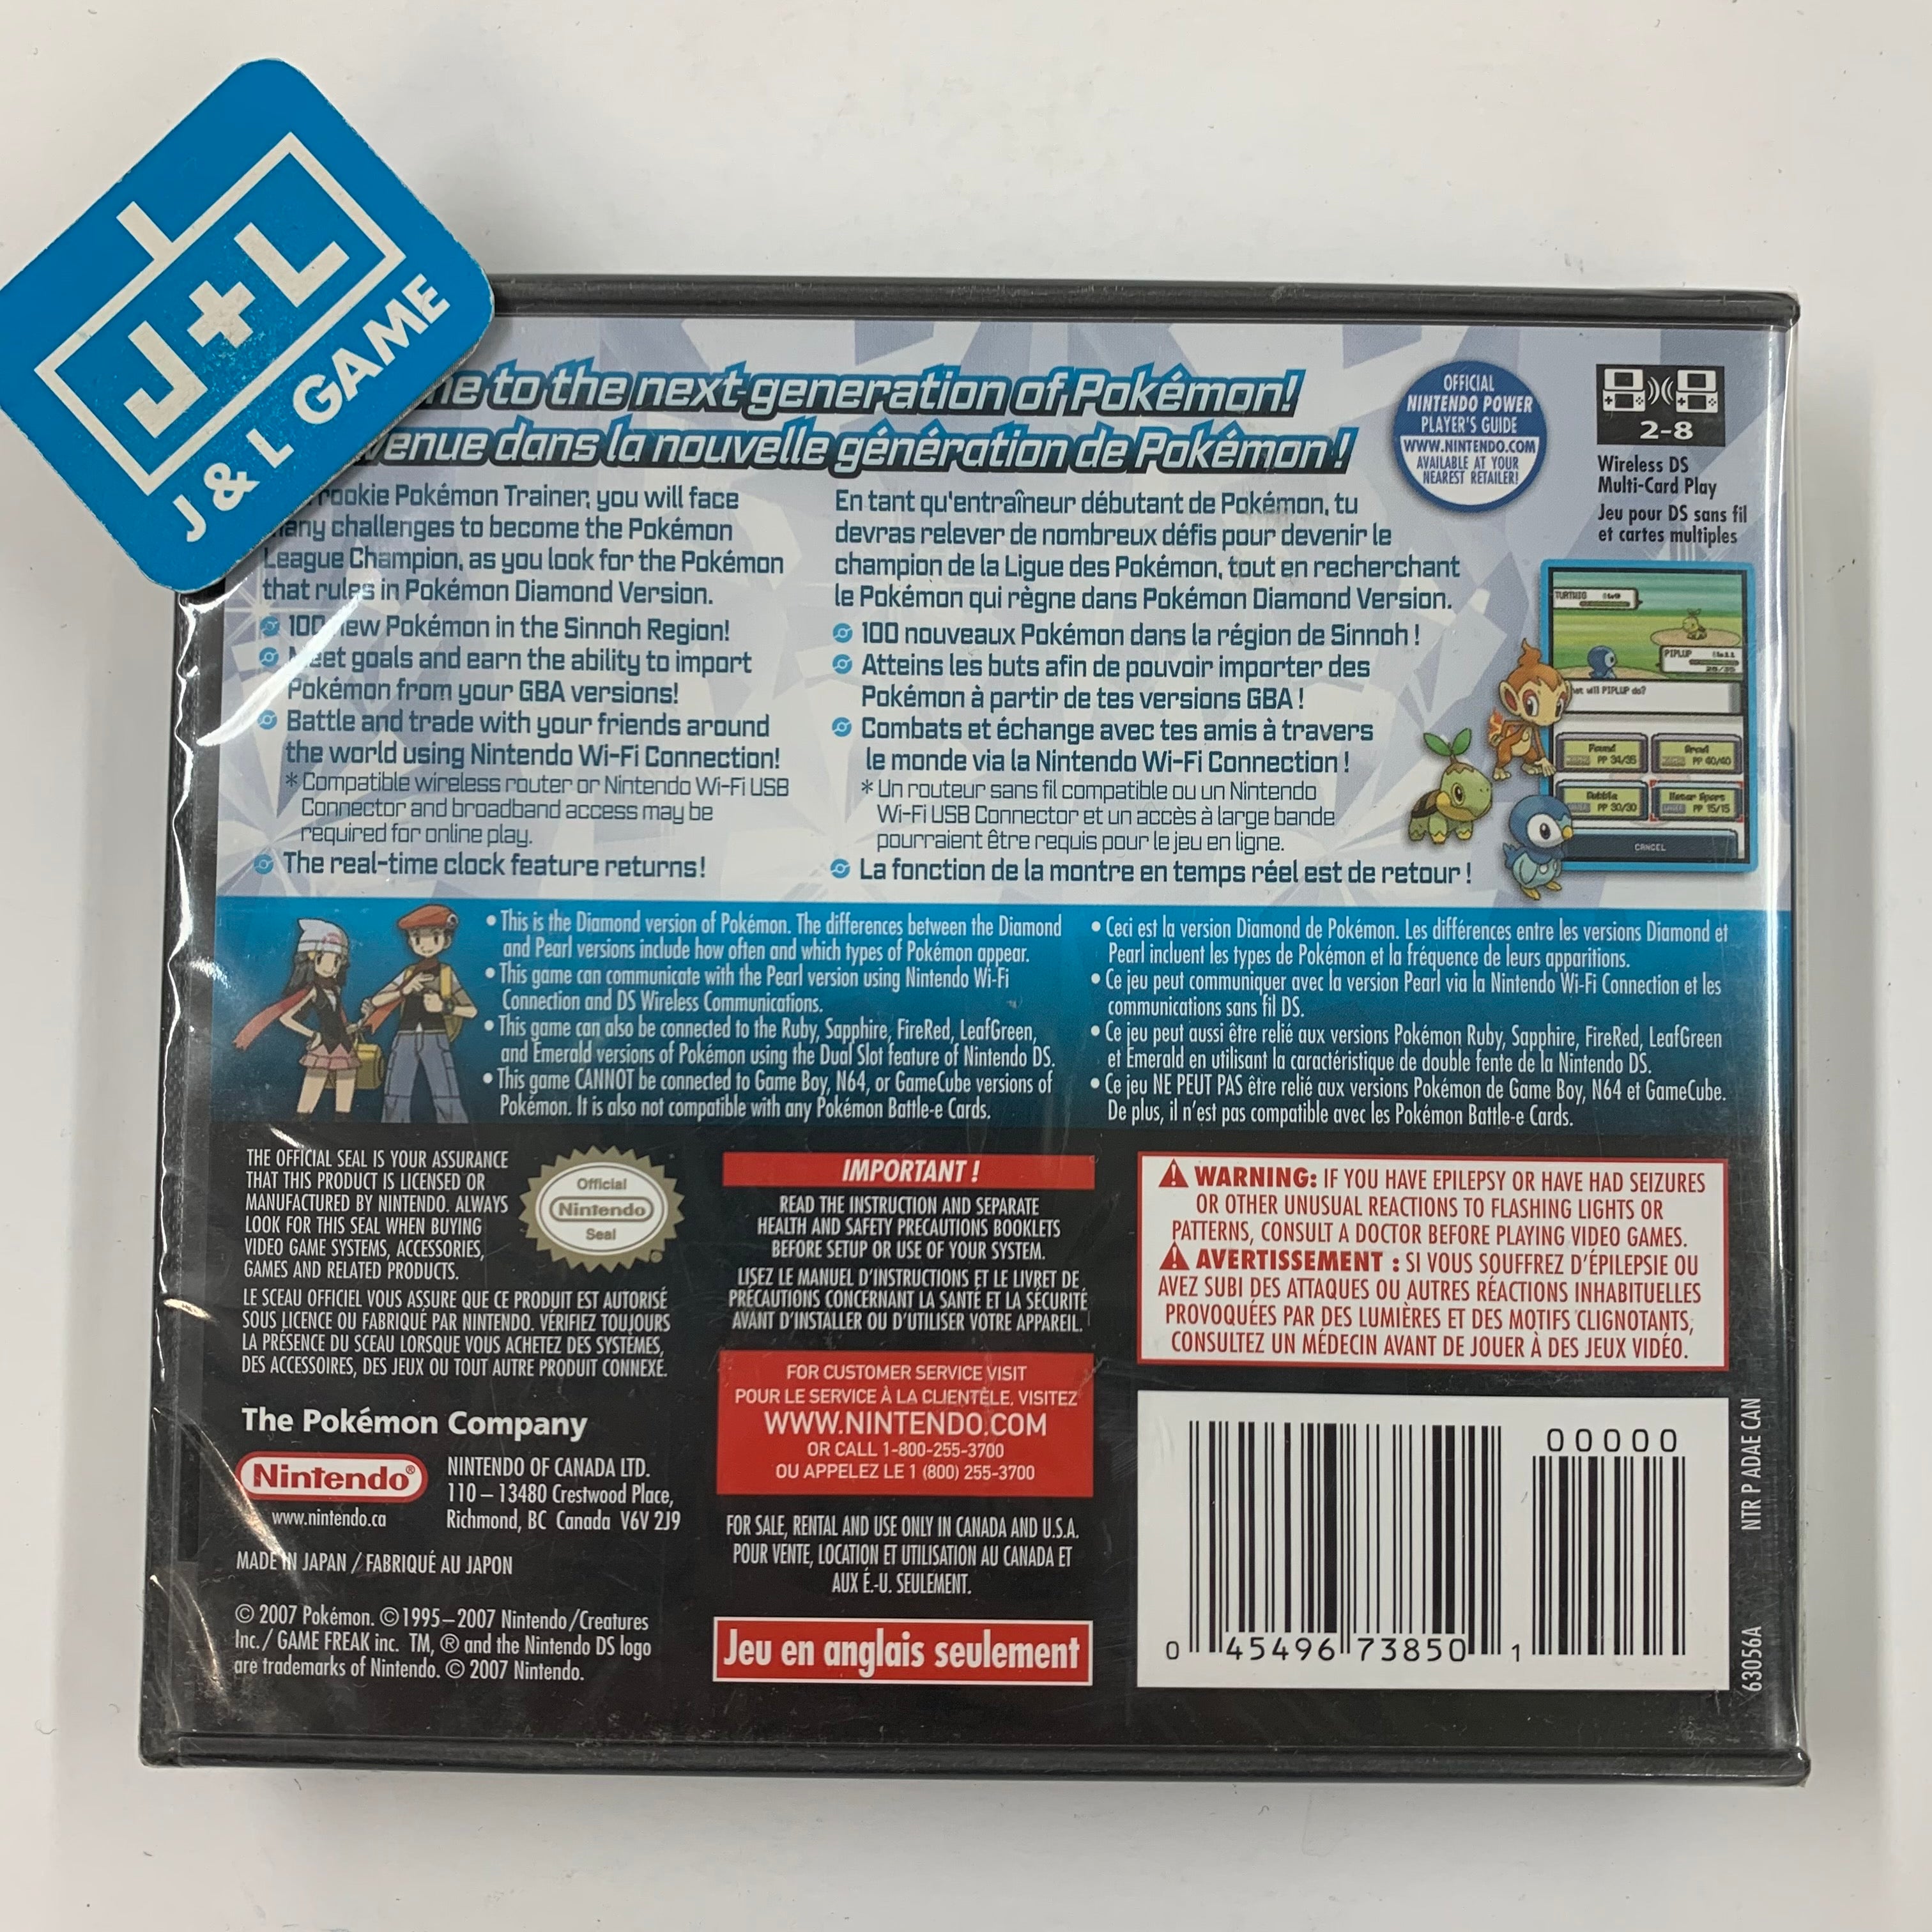 J+L
J & L GAME
to the next generation of Pokémon!
dans la nouvelle génération de Pokémon !
rookie Pokémon Trainer, you will face
many challenges to become the Pokémon
League Champion, as you look for the Pokémon
that rules in Pokémon Diamond Version.
100 new Pokémon in the Sinnoh Region!
Meet goals and earn the ability to import
Pokémon from your GBA versions!
Battle and trade with your friends around
the world using Nintendo Wi-Fi Connection!
* Compatible wireless router or Nintendo Wi-Fi USB
Connector and broadband access may be
required for online play.
The real-time clock feature returns!
En tant qu'entraîneur débutant de Pokémon, tu
devras relever de nombreux défis pour devenir le
champion de la Ligue des Pokémon, tout en recherchant
le Pokémon qui règne dans Pokémon Diamond Version.
100 nouveaux Pokémon dans la région de Sinnoh !
Atteins les buts afin de pouvoir importer des
Pokémon à partir de tes versions GBA !
Combats et échange avec tes amis à travers
le monde via la Nintendo Wi-Fi Connection !
* Un routeur sans fil compatible ou un Nintendo
Wi-Fi USB Connector et un accès à large bande
pourraient être requis pour le jeu en ligne.
La fonction de la montre en temps réel est de retour !
OFFICIAL
NINTENDO POWER
PLAYER'S GUIDE
WWW.NINTENDO.COM
AVAILABLE AT YOUR
NEAREST RETAILER!
2-8
Wireless DS
Multi-Card Play
Jeu pour DS sans fil
et cartes multiples
TURTWIG Lv9
PIPLUP Lv11
28/35
will PIPLUP do?
Pound
PP 34/35
Growl
PP 40/40
Bubble
PP 30/30
Water Sport
PP 15/15
CANCEL
• This is the Diamond version of Pokémon. The differences between the Diamond
and Pearl versions include how often and which types of Pokémon appear.
• This game can communicate with the Pearl version using Nintendo Wi-Fi
Connection and DS Wireless Communications.
• This game can also be connected to the Ruby, Sapphire, FireRed, LeafGreen,
and Emerald versions of Pokémon using the Dual Slot feature of Nintendo DS.
• This game CANNOT be connected to Game Boy, N64, or GameCube versions of
Pokémon. It is also not compatible with any Pokémon Battle-e Cards.
• Ceci est la version Diamond de Pokémon. Les différences entre les versions Diamond et
Pearl incluent les types de Pokémon et la fréquence de leurs apparitions.
• Ce jeu peut communiquer avec la version Pearl via la Nintendo Wi-Fi Connection et les
communications sans fil DS.
• Ce jeu peut aussi être relié aux versions Pokémon Ruby, Sapphire, FireRed, LeafGreen
et Emerald en utilisant la caractéristique de double fente de la Nintendo DS.
• Ce jeu NE PEUT PAS être relié aux versions Pokémon de Game Boy, N64 et GameCube.
De plus, il n'est pas compatible avec les Pokémon Battle-e Cards.
THE OFFICIAL SEAL IS YOUR ASSURANCE
THAT THIS PRODUCT IS LICENSED OR
MANUFACTURED BY NINTENDO. ALWAYS
LOOK FOR THIS SEAL WHEN BUYING
VIDEO GAME SYSTEMS, ACCESSORIES,
GAMES AND RELATED PRODUCTS.
Official
Nintendo
Seal
LE SCEAU OFFICIEL VOUS ASSURE QUE CE PRODUIT EST AUTORISÉ
SOUS LICENCE OU FABRIQUÉ PAR NINTENDO. VÉRIFIEZ TOUJOURS
LA PRÉSENCE DU SCEAU LORSQUE VOUS ACHETEZ DES SYSTÈMES,
DES ACCESSOIRES, DES JEUX OU TOUT AUTRE PRODUIT CONNEXE.
The Pokémon Company
Nintendo®
www.nintendo.ca
NINTENDO OF CANADA LTD.
110 – 13480 Crestwood Place,
Richmond, BC Canada V6V 2J9
MADE IN JAPAN / FABRIQUÉ AU JAPON
© 2007 Pokémon. © 1995–2007 Nintendo/Creatures
Inc. / GAME FREAK inc. TM, ® and the Nintendo DS logo
are trademarks of Nintendo. © 2007 Nintendo.
IMPORTANT !
READ THE INSTRUCTION AND SEPARATE
HEALTH AND SAFETY PRECAUTIONS BOOKLETS
BEFORE SETUP OR USE OF YOUR SYSTEM.
LISEZ LE MANUEL D'INSTRUCTIONS ET LE LIVRET DE
PRÉCAUTIONS CONCERNANT LA SANTÉ ET LA SÉCURITÉ
AVANT D'INSTALLER OU D'UTILISER VOTRE APPAREIL.
FOR CUSTOMER SERVICE VISIT
POUR LE SERVICE À LA CLIENTÈLE, VISITEZ
WWW.NINTENDO.COM
OR CALL 1-800-255-3700
OU APPELEZ LE 1 (800) 255-3700
FOR SALE, RENTAL AND USE ONLY IN CANADA AND U.S.A.
POUR VENTE, LOCATION ET UTILISATION AU CANADA ET
AUX É.-U. SEULEMENT.
Jeu en anglais seulement
WARNING: IF YOU HAVE EPILEPSY OR HAVE HAD SEIZURES
OR OTHER UNUSUAL REACTIONS TO FLASHING LIGHTS OR
PATTERNS, CONSULT A DOCTOR BEFORE PLAYING VIDEO GAMES.
AVERTISSEMENT : SI VOUS SOUFFREZ D'ÉPILEPSIE OU
AVEZ SUBI DES ATTAQUES OU AUTRES RÉACTIONS INHABITUELLES
PROVOQUÉES PAR DES LUMIÈRES ET DES MOTIFS CLIGNOTANTS,
CONSULTEZ UN MÉDECIN AVANT DE JOUER À DES JEUX VIDÉO.
00000
0 45496 73850 1
NTR P ADAE CAN
63056A